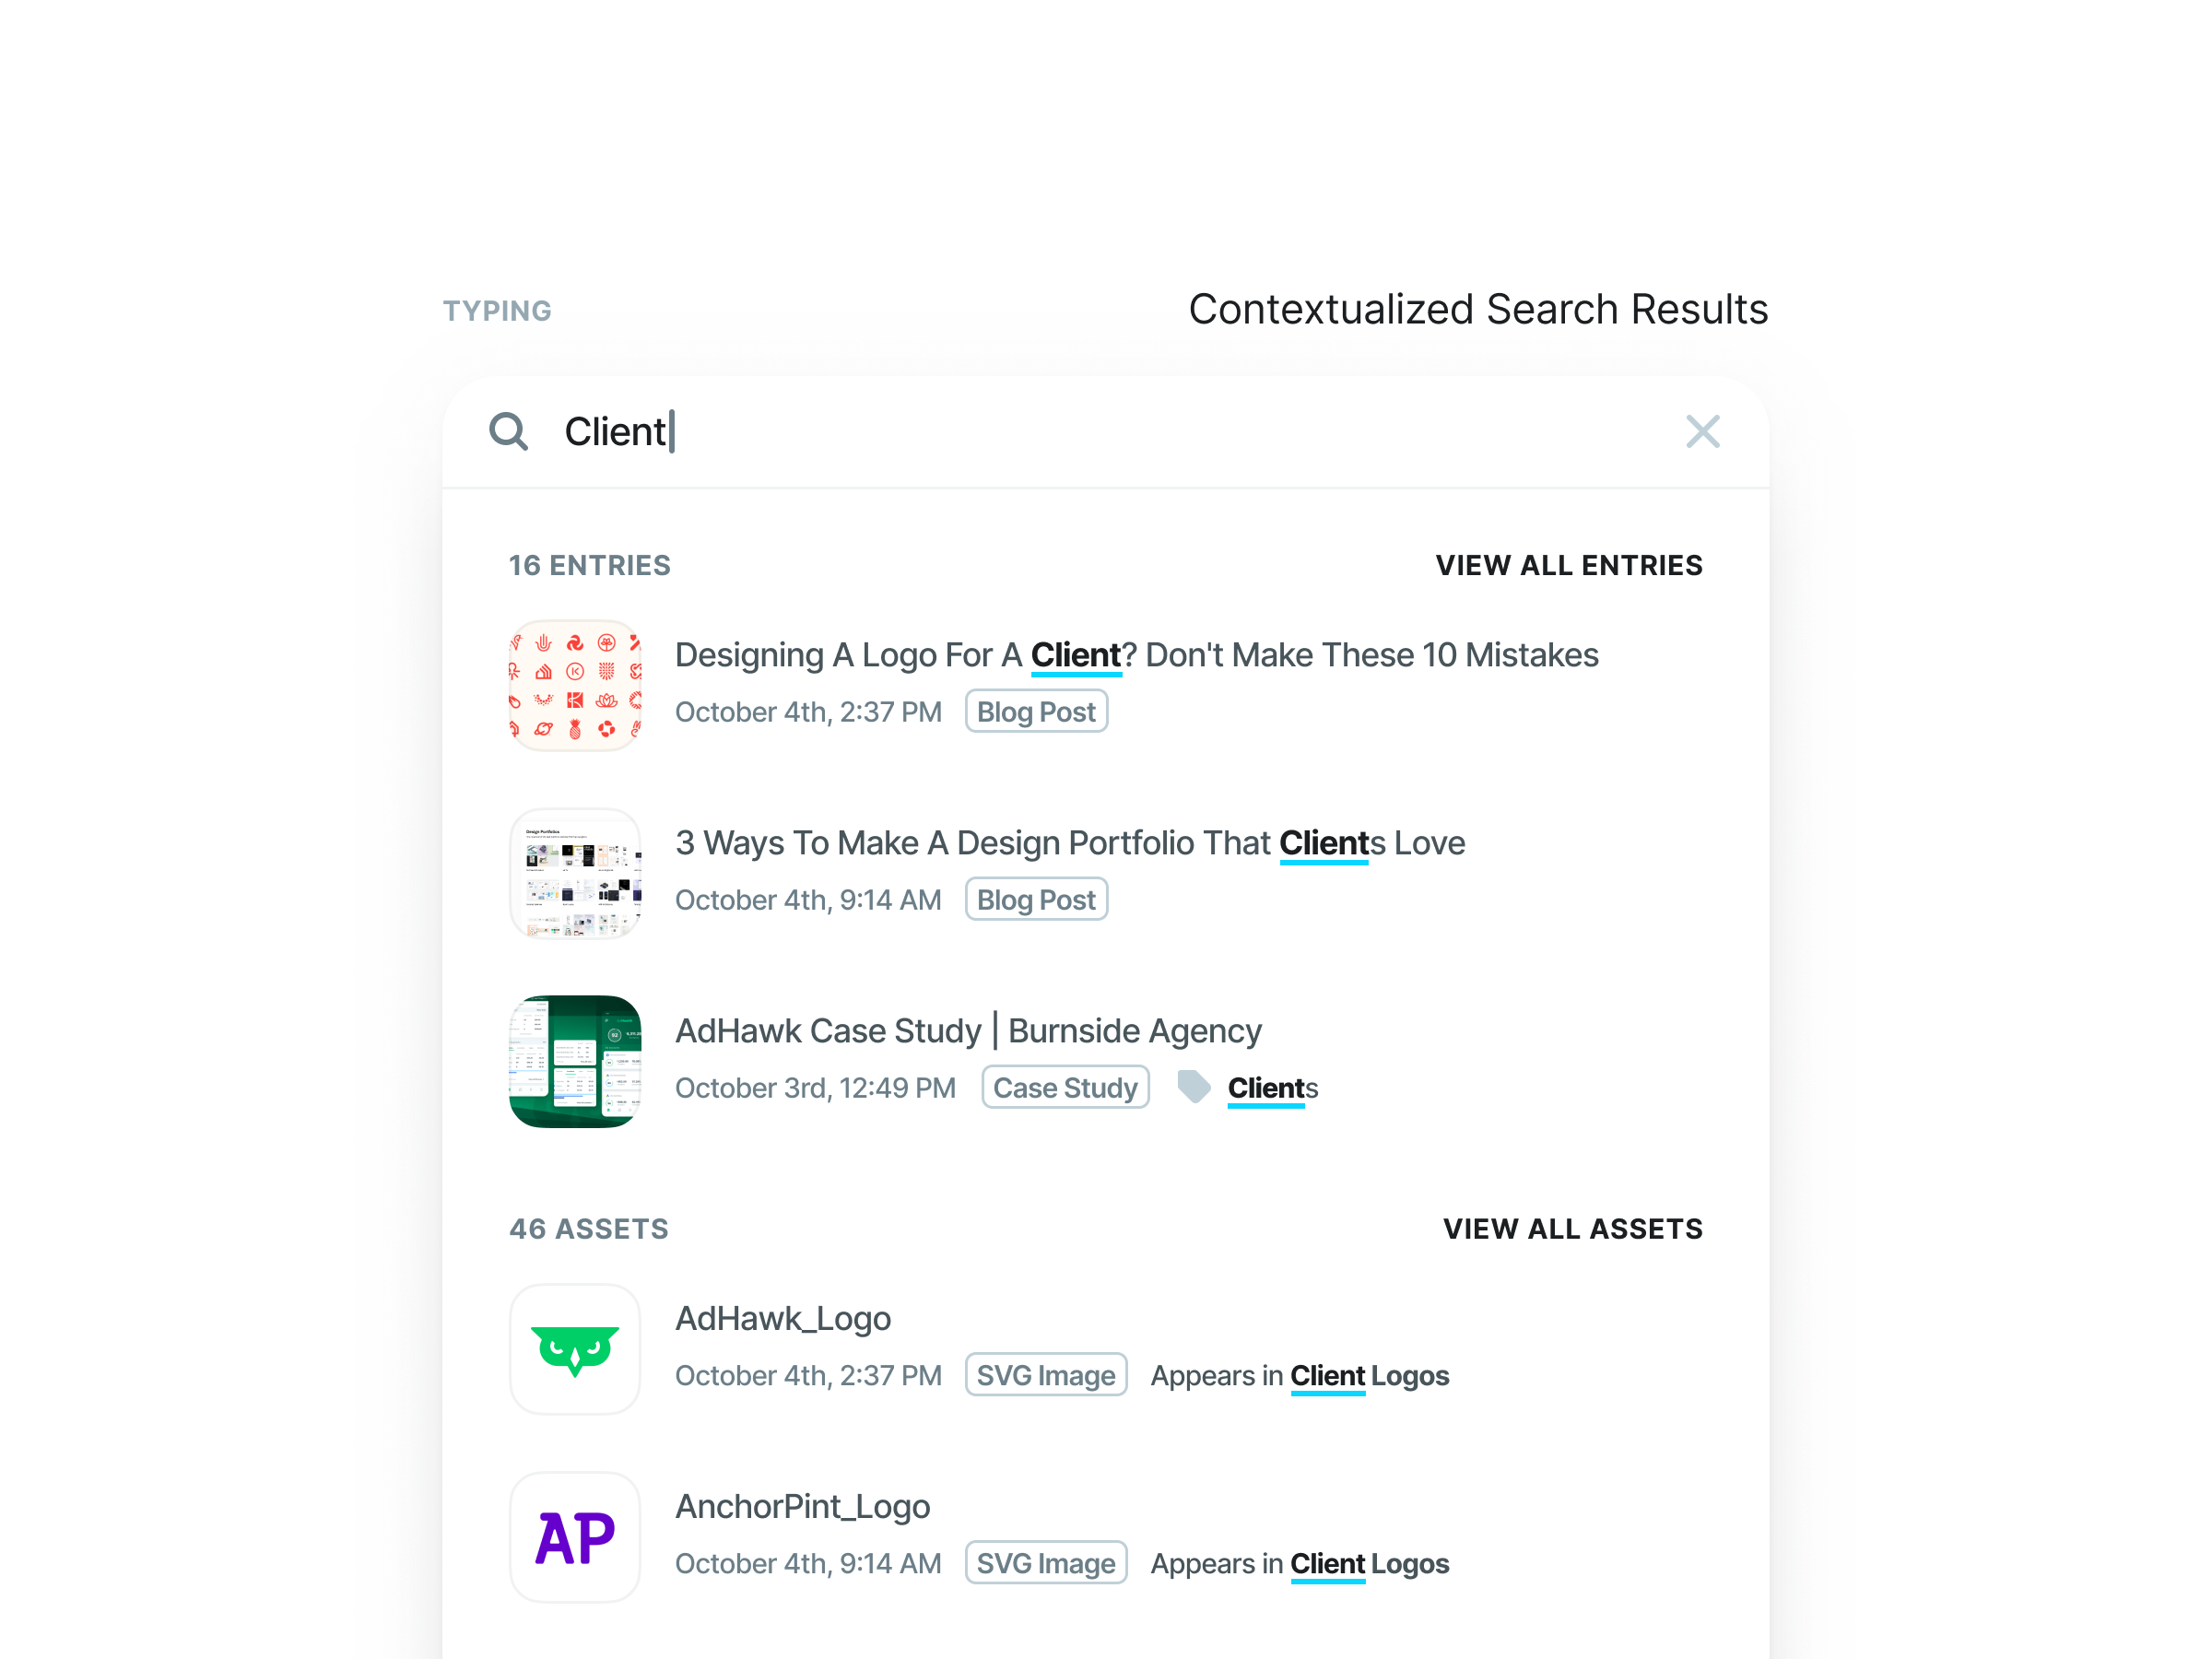 TYPING
Contextualized Search Results
Client
16 ENTRIES
VIEW ALL ENTRIES
Designing A Logo For A Client? Don't Make These 10 Mistakes
October 4th, 2:37 PM Blog Post
Design Portfolios
3 Ways To Make A Design Portfolio That Clients Love
October 4th, 9:14 AM Blog Post
AdHawk Case Study | Burnside Agency
October 3rd, 12:49 PM Case Study Clients
46 ASSETS
VIEW ALL ASSETS
AdHawk_Logo
October 4th, 2:37 PM SVG Image Appears in Client Logos
AP
AnchorPint_Logo
October 4th, 9:14 AM SVG Image Appears in Client Logos